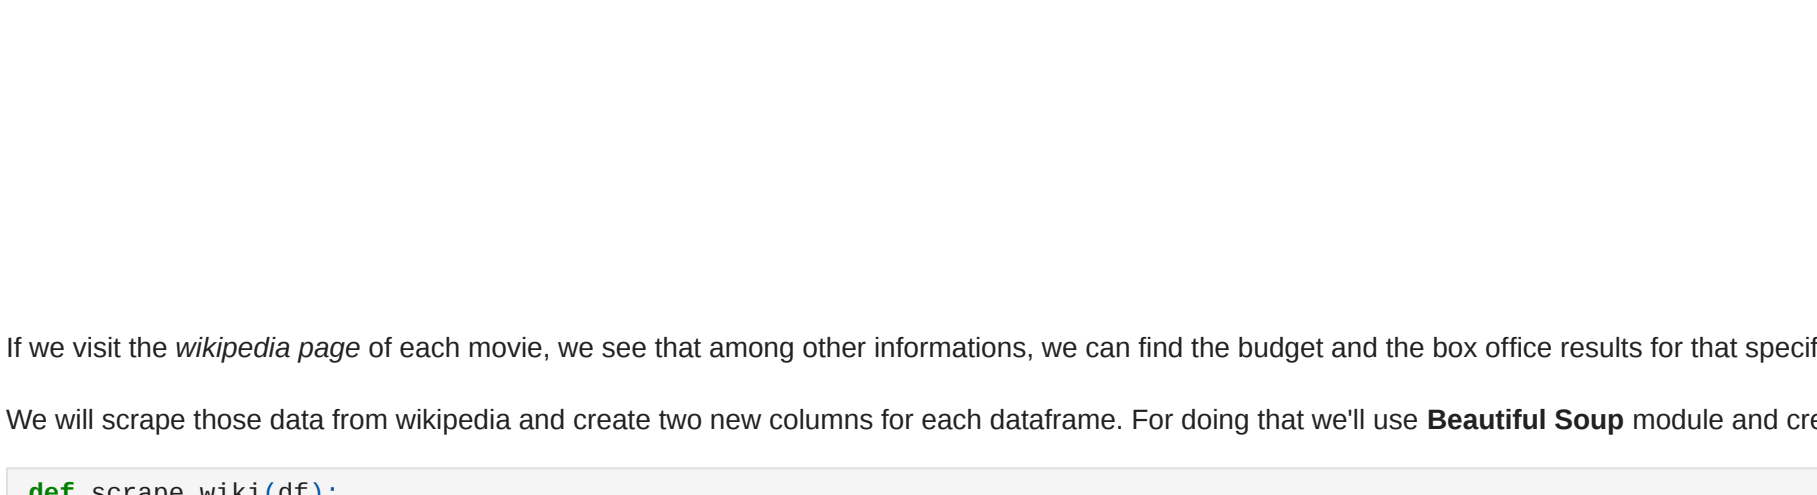 If we visit the wikipedia page of each movie, we see that among other informations, we can find the budget and the box office results for that
We will scrape those data from wikipedia and create two new columns for each dataframe. For doing that we'll use Beautiful Soup module and
def scrape_wiki(df):